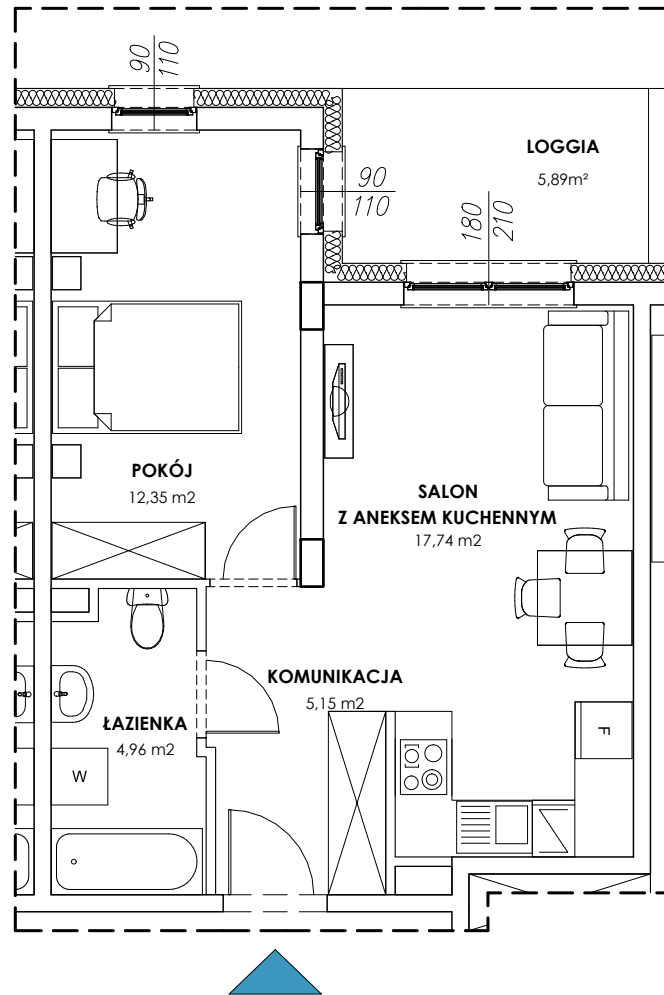 90
110
LOGGIA
5,89m²
90
110
180
210
POKÓJ
12,35 m2
SALON
Z ANEKSEM KUCHENNYM
17,74 m2
KOMUNIKACJA
5,15 m2
ŁAZIENKA
4,96 m2
F
W